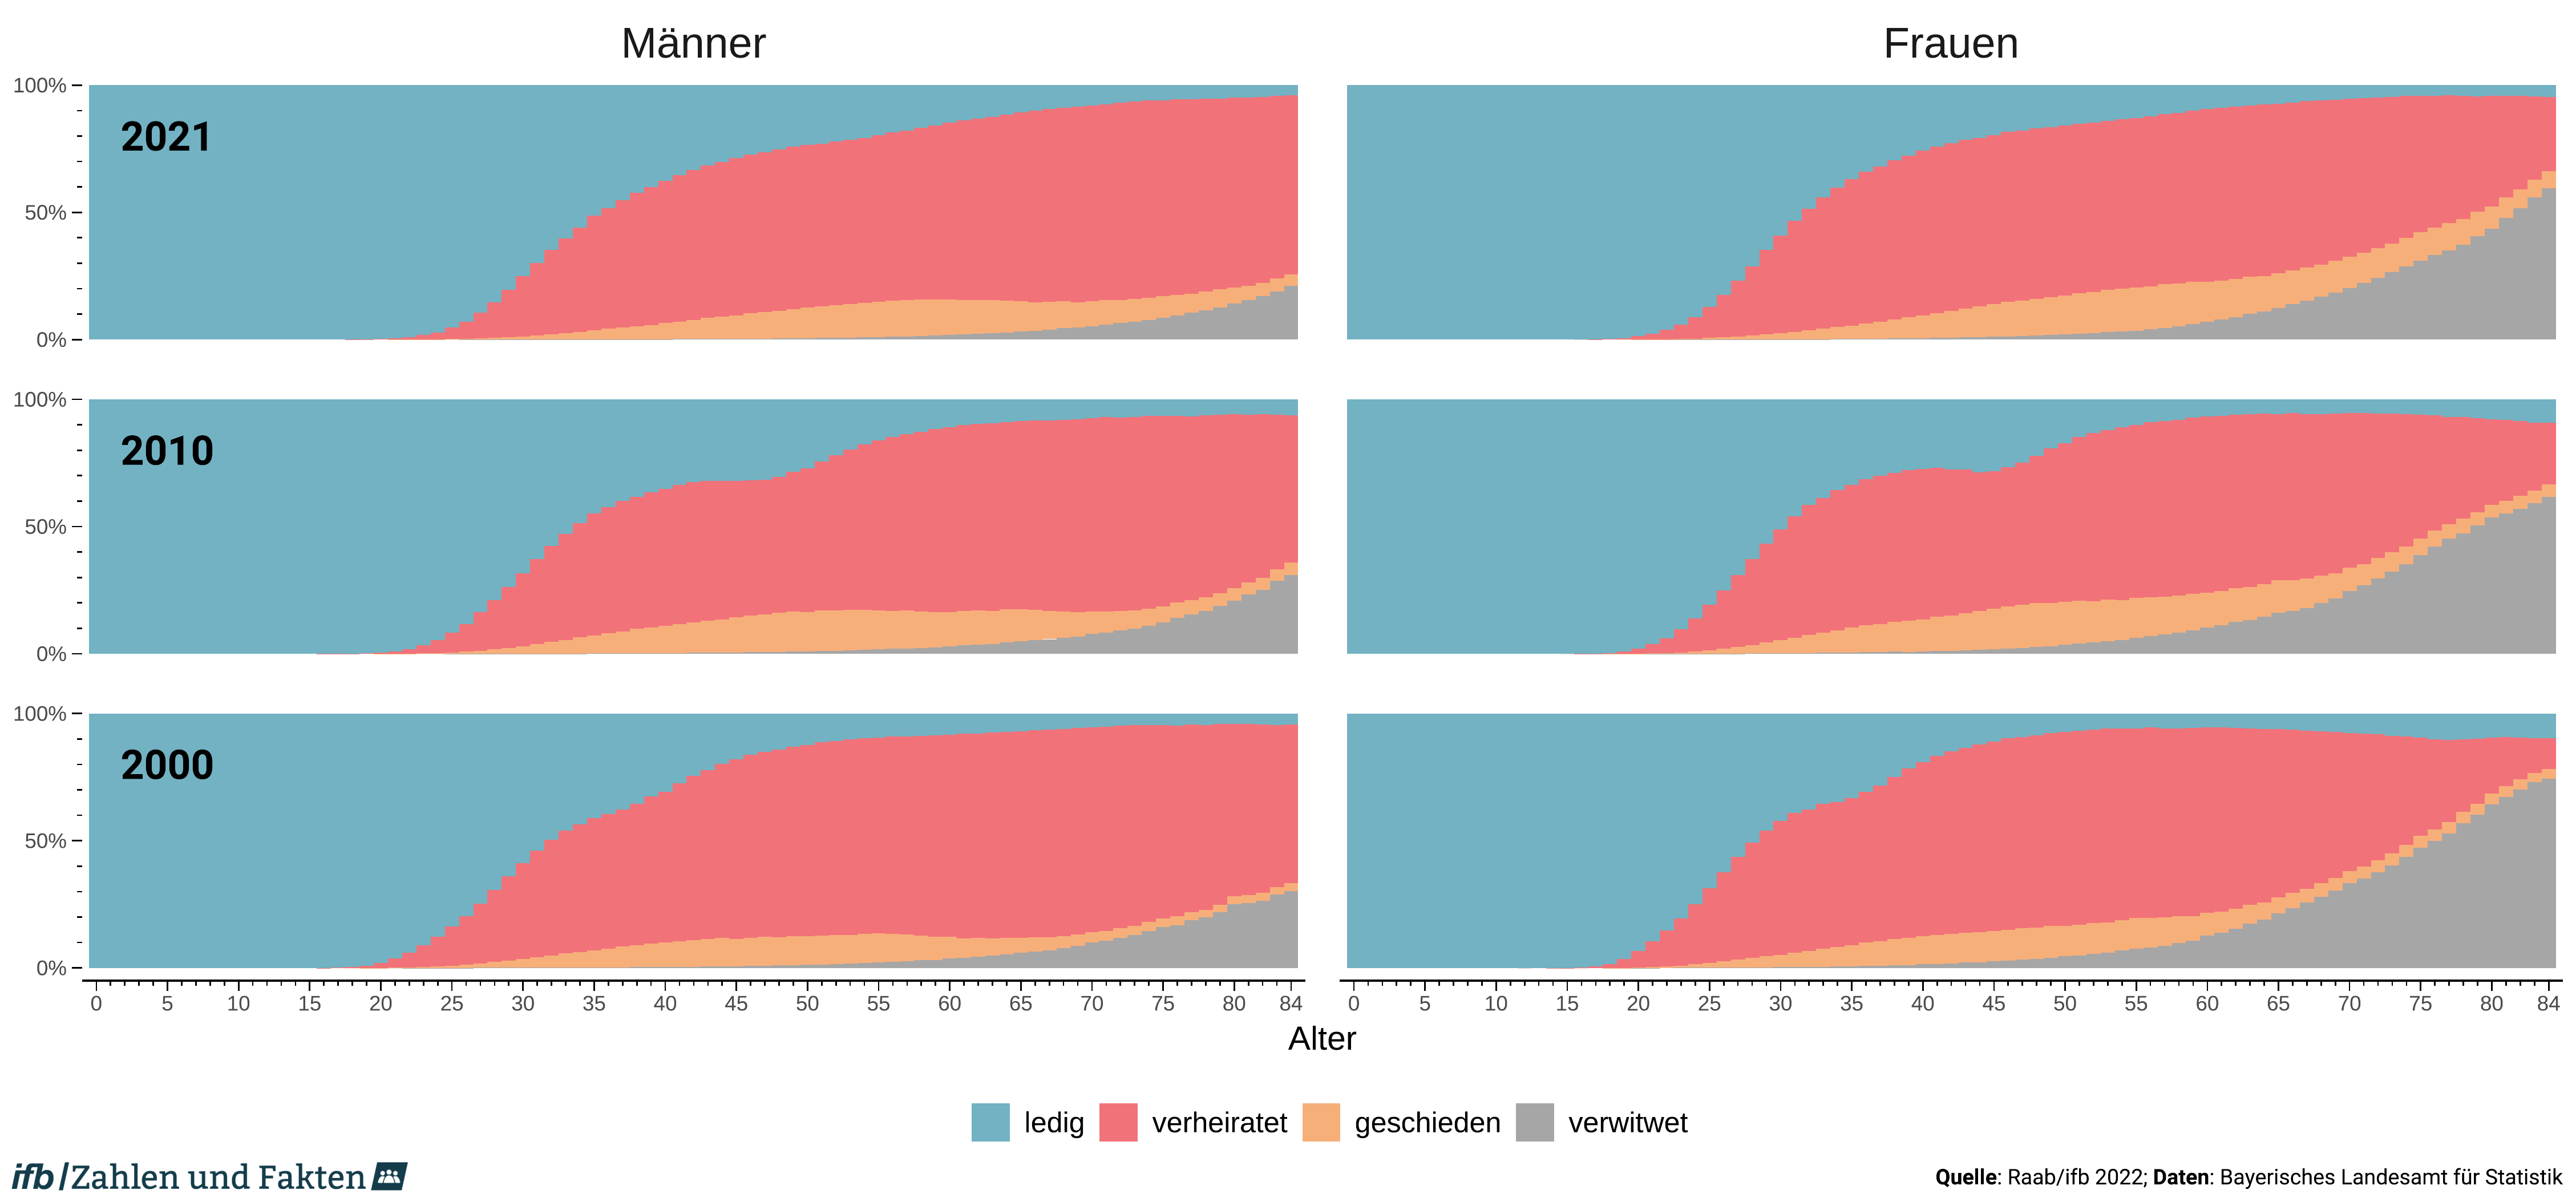 Männer Frauen
100%
2021
50%
0%
100%
2010
50%
0%
100%
2000
50%
0%
0 5 10 15 20 25 30 35 40 45 50 55 60 65 70 75 80 84 0 5 10 15 20 25 30 35 40 45 50 55 60 65 70 75 80 84
Alter
ledig verheiratet geschieden verwitwet
ifb/Zahlen und Fakten
Quelle: Raab/ifb 2022; Daten: Bayerisches Landesamt für Statistik